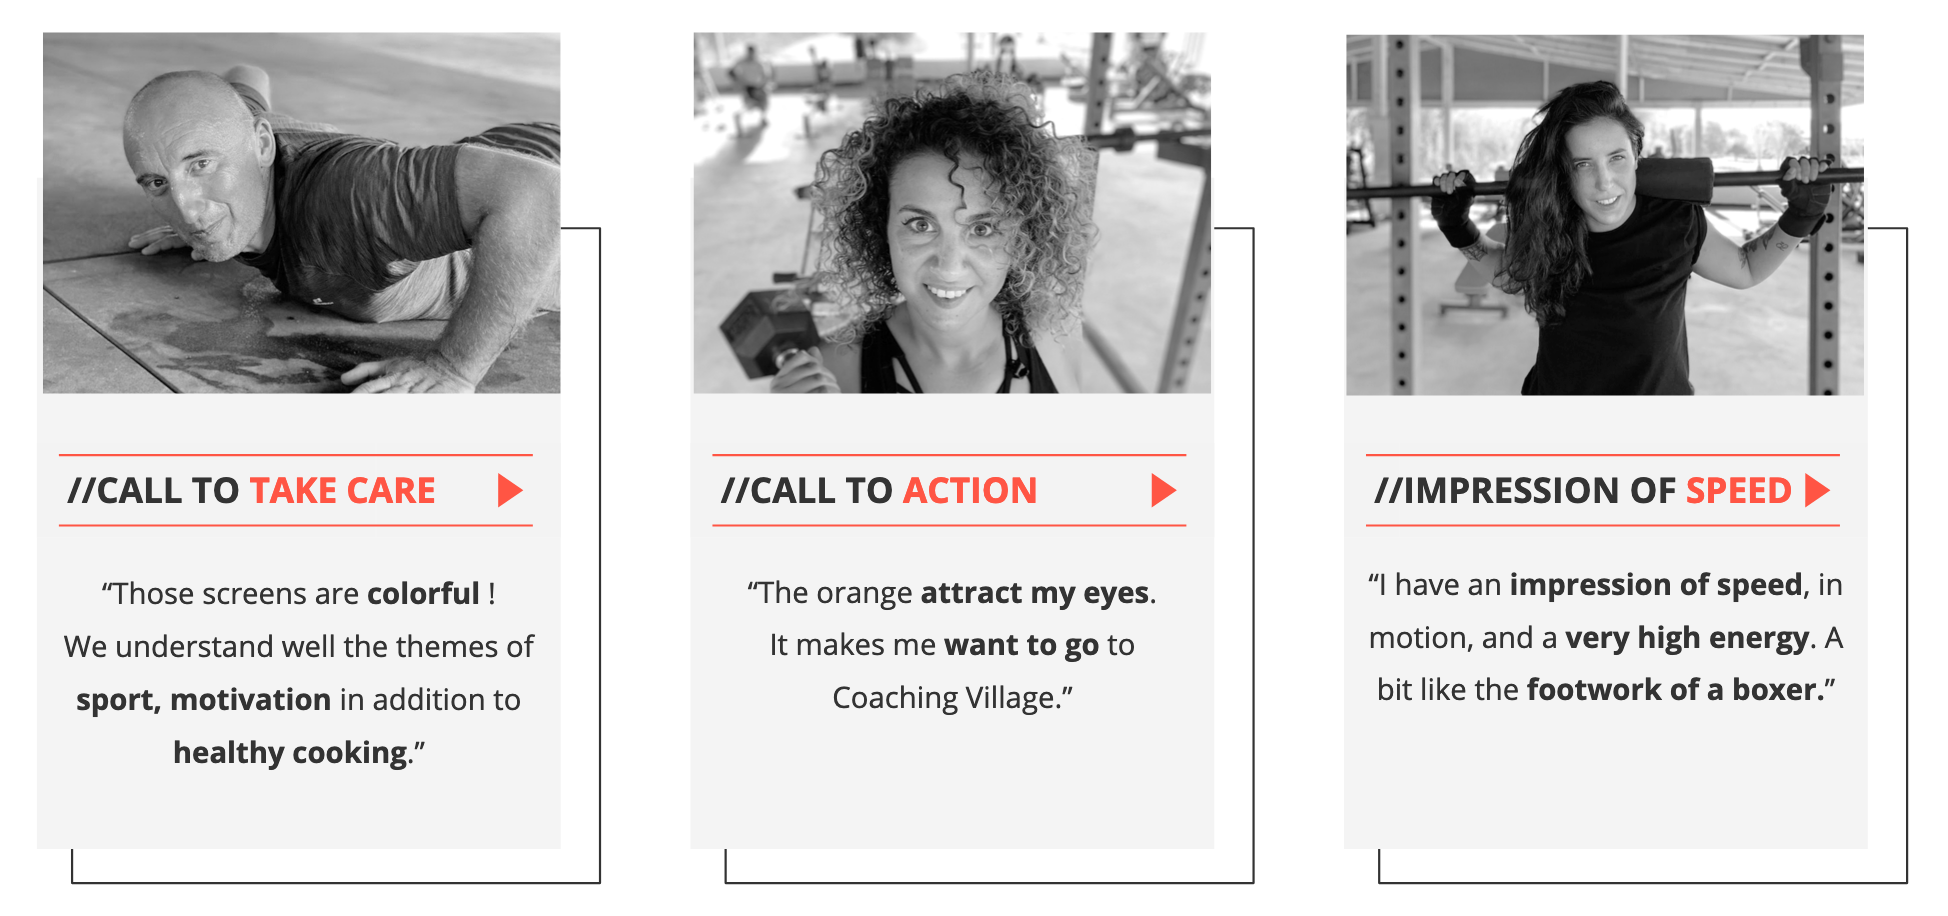 //CALL TO TAKE CARE
“Those screens are colorful !
We understand well the themes of
sport, motivation in addition to
healthy cooking.”
//CALL TO ACTION
“The orange attract my eyes.
It makes me want to go to
Coaching Village.”
//IMPRESSION OF SPEED
“I have an impression of speed, in
motion, and a very high energy. A
bit like the footwork of a boxer.”